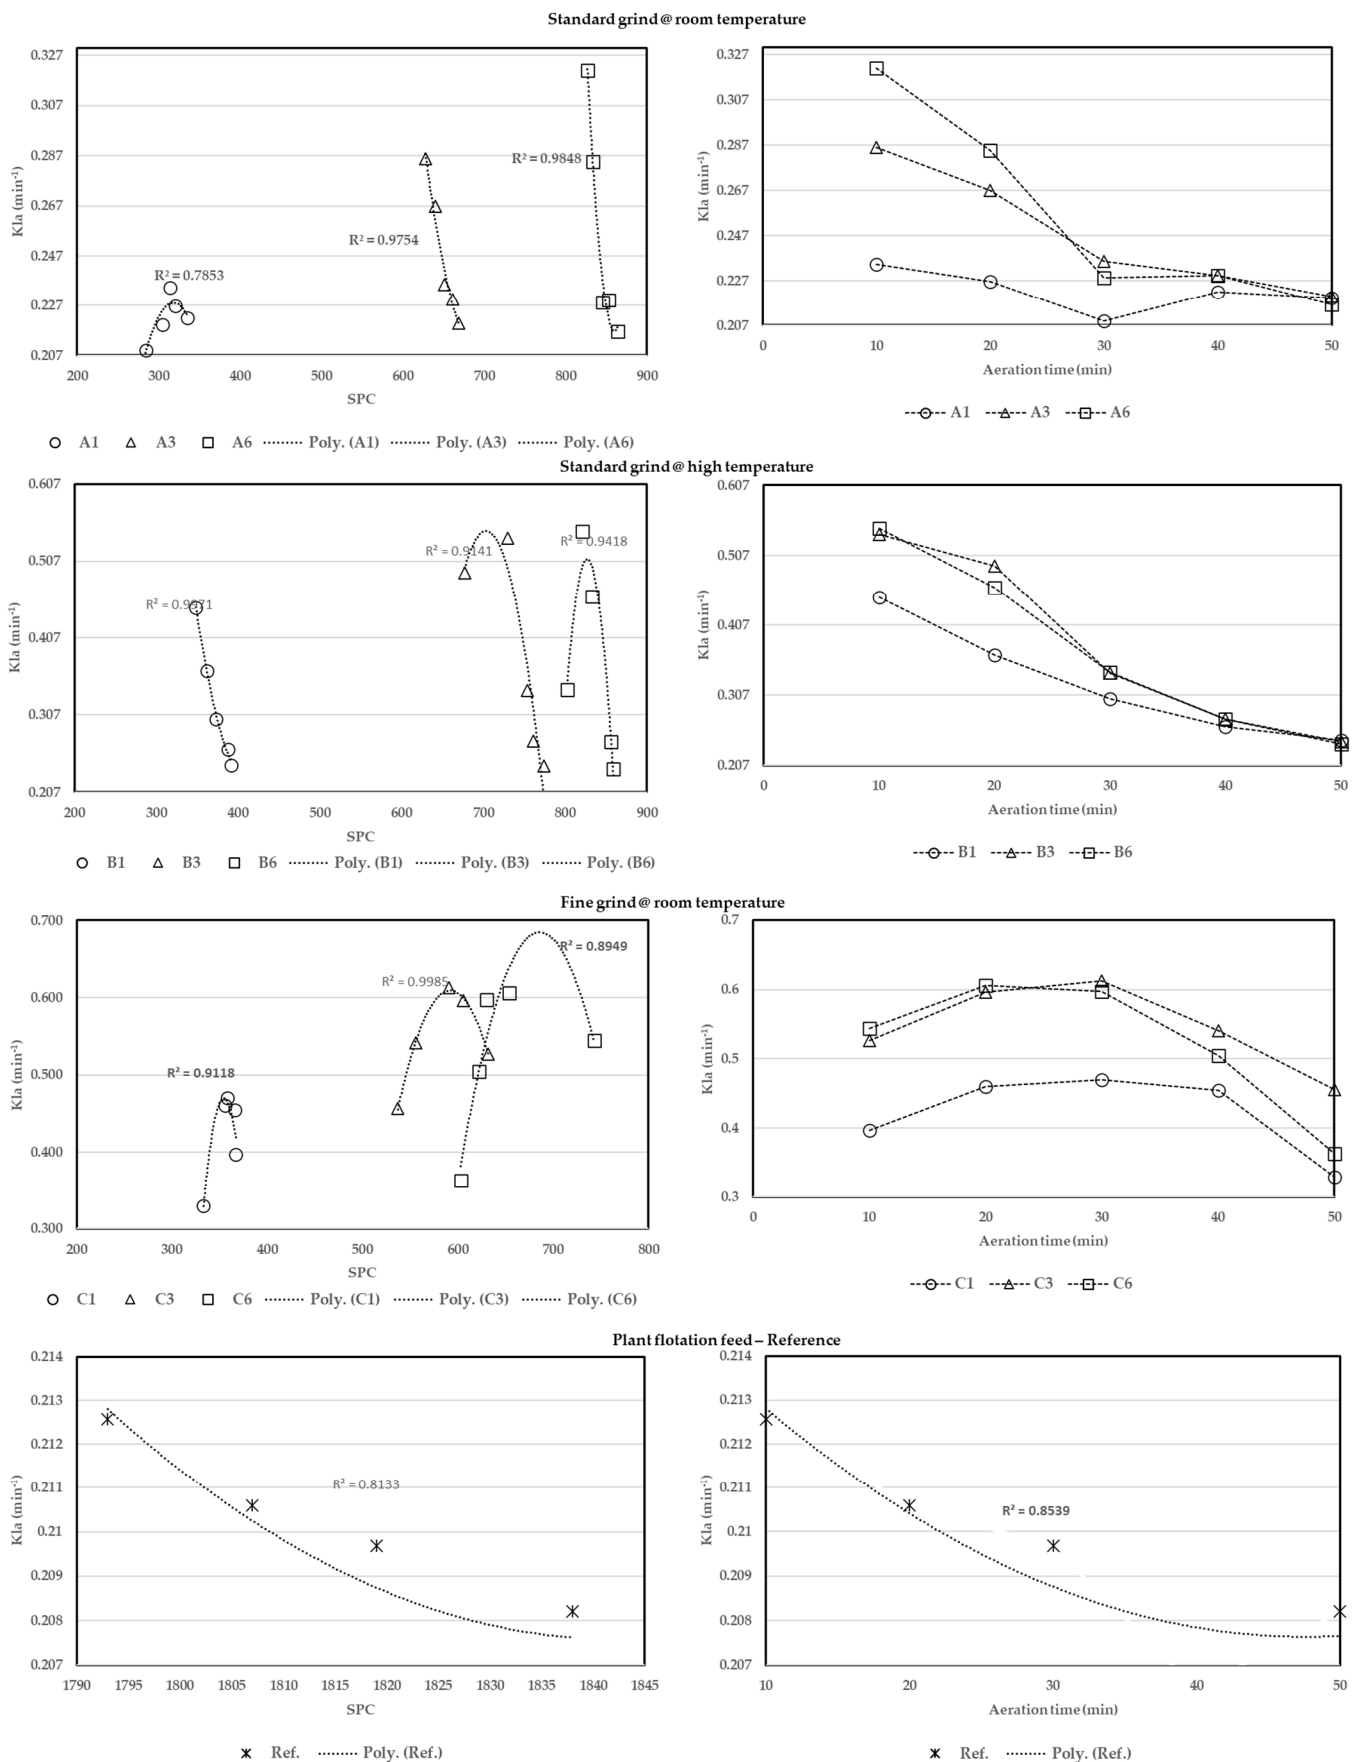 Standard grind @ room temperature
0.327
0.307
0.287
0.267
0.247
0.227
0.207
Kla (min⁻¹)
R² = 0.7853
R² = 0.9754
R² = 0.9848
200 300 400 500 600 700 800 900
SPC
A1 A3 A6 Poly. (A1) Poly. (A3) Poly. (A6)
0.327
0.307
0.287
0.267
0.247
0.227
0.207
Kla (min⁻¹)
0 10 20 30 40 50
Aeration time (min)
A1 A3 A6
Standard grind @ high temperature
0.607
0.507
0.407
0.307
0.207
Kla (min⁻¹)
R² = 0.9971
R² = 0.9141
R² = 0.9418
200 300 400 500 600 700 800 900
SPC
B1 B3 B6 Poly. (B1) Poly. (B3) Poly. (B6)
0.607
0.507
0.407
0.307
0.207
Kla (min⁻¹)
0 10 20 30 40 50
Aeration time (min)
B1 B3 B6
Fine grind @ room temperature
0.700
0.600
0.500
0.400
0.300
Kla (min⁻¹)
R² = 0.9118
R² = 0.9985
R² = 0.8949
200 300 400 500 600 700 800
SPC
C1 C3 C6 Poly. (C1) Poly. (C3) Poly. (C6)
0.7
0.6
0.5
0.4
0.3
Kla (min⁻¹)
0 10 20 30 40 50
Aeration time (min)
C1 C3 C6
Plant flotation feed – Reference
0.214
0.213
0.212
0.211
0.21
0.209
0.208
0.207
Kla (min⁻¹)
R² = 0.8133
1790 1795 1800 1805 1810 1815 1820 1825 1830 1835 1840 1845
SPC
Ref. Poly. (Ref.)
0.214
0.213
0.212
0.211
0.21
0.209
0.208
0.207
Kla (min⁻¹)
R² = 0.8539
10 20 30 40 50
Aeration time (min)
Ref. Poly. (Ref.)